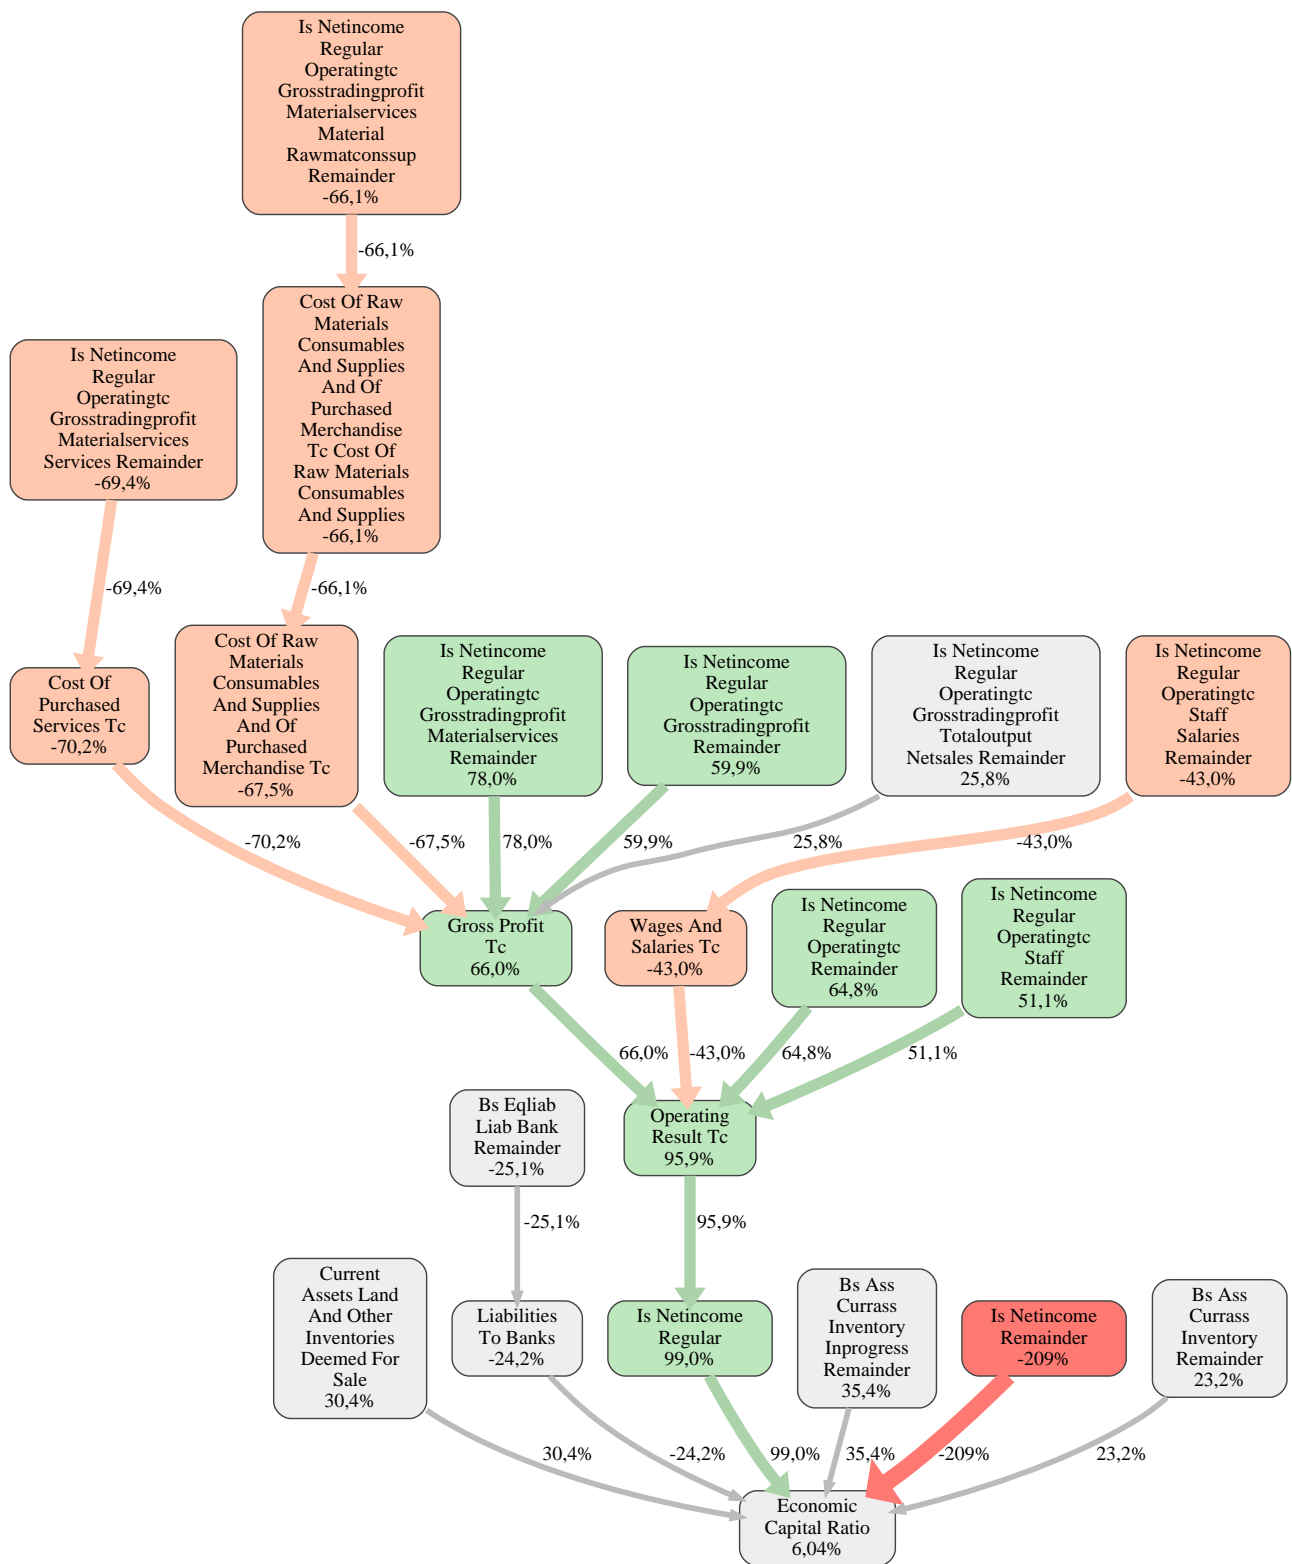 Is Netincome
Regular
Operatingtc
Grosstradingprofit
Materialservices
Material
Rawmatconssup
Remainder
-66,1%
-66,1%
Cost Of Raw
Materials
Consumables
And Supplies
And Of
Purchased
Merchandise
Tc Cost Of
Raw Materials
Consumables
And Supplies
-66,1%
Is Netincome
Regular
Operatingtc
Grosstradingprofit
Materialservices
Services Remainder
-69,4%
-69,4%
-66,1%
Cost Of
Purchased
Services Tc
-70,2%
Cost Of Raw
Materials
Consumables
And Supplies
And Of
Purchased
Merchandise Tc
-67,5%
Is Netincome
Regular
Operatingtc
Grosstradingprofit
Materialservices
Remainder
78,0%
Is Netincome
Regular
Operatingtc
Grosstradingprofit
Remainder
59,9%
Is Netincome
Regular
Operatingtc
Grosstradingprofit
Totaloutput
Netsales Remainder
25,8%
Is Netincome
Regular
Operatingtc
Staff
Salaries
Remainder
-43,0%
-70,2%
-67,5%
78,0%
59,9%
25,8%
-43,0%
Gross Profit
Tc
66,0%
Wages And
Salaries Tc
-43,0%
Is Netincome
Regular
Operatingtc
Remainder
64,8%
Is Netincome
Regular
Operatingtc
Staff
Remainder
51,1%
66,0%
-43,0%
64,8%
51,1%
Bs Eqliab
Liab Bank
Remainder
-25,1%
Operating
Result Tc
95,9%
-25,1%
95,9%
Current
Assets Land
And Other
Inventories
Deemed For
Sale
30,4%
Liabilities
To Banks
-24,2%
Is Netincome
Regular
99,0%
Bs Ass
Currass
Inventory
Inprogress
Remainder
35,4%
Is Netincome
Remainder
-209%
Bs Ass
Currass
Inventory
Remainder
23,2%
30,4%
-24,2%
99,0%
35,4%
-209%
23,2%
Economic
Capital Ratio
6,04%